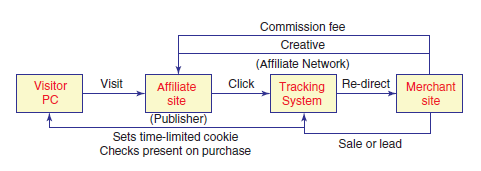 Commission fee
Creative
(Affiliate Network)
Visitor
PC
Visit
Affiliate
site
Click
Tracking
System
Re-direct
Merchant
site
(Publisher)
Sets time-limited cookie
Checks present on purchase
Sale or lead